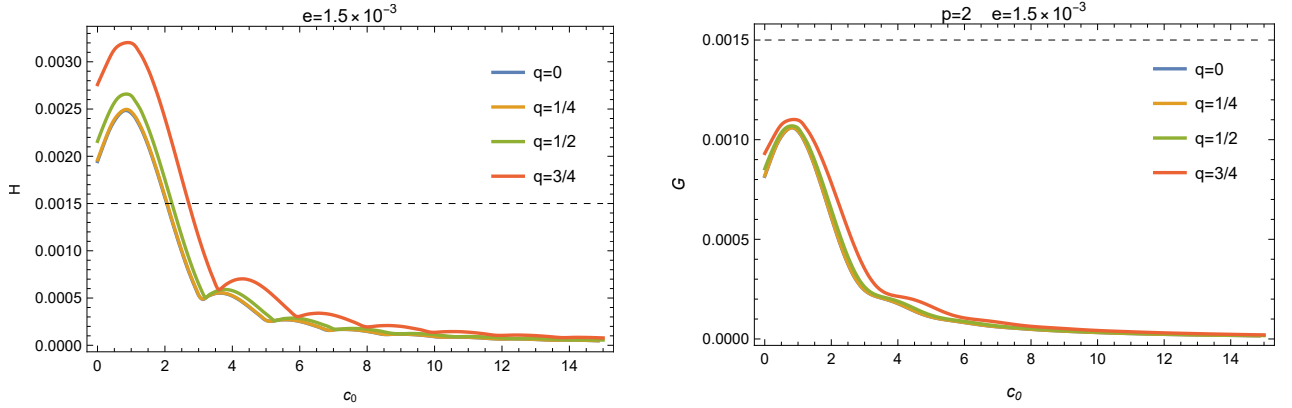 e=1.5×10⁻³
H
0.0030
0.0025
0.0020
0.0015
0.0010
0.0005
0.0000
q=0
q=1/4
q=1/2
q=3/4
0 2 4 6 8 10 12 14
c₀
p=2 e=1.5×10⁻³
G
0.0015
0.0010
0.0005
0.0000
q=0
q=1/4
q=1/2
q=3/4
0 2 4 6 8 10 12 14
c₀